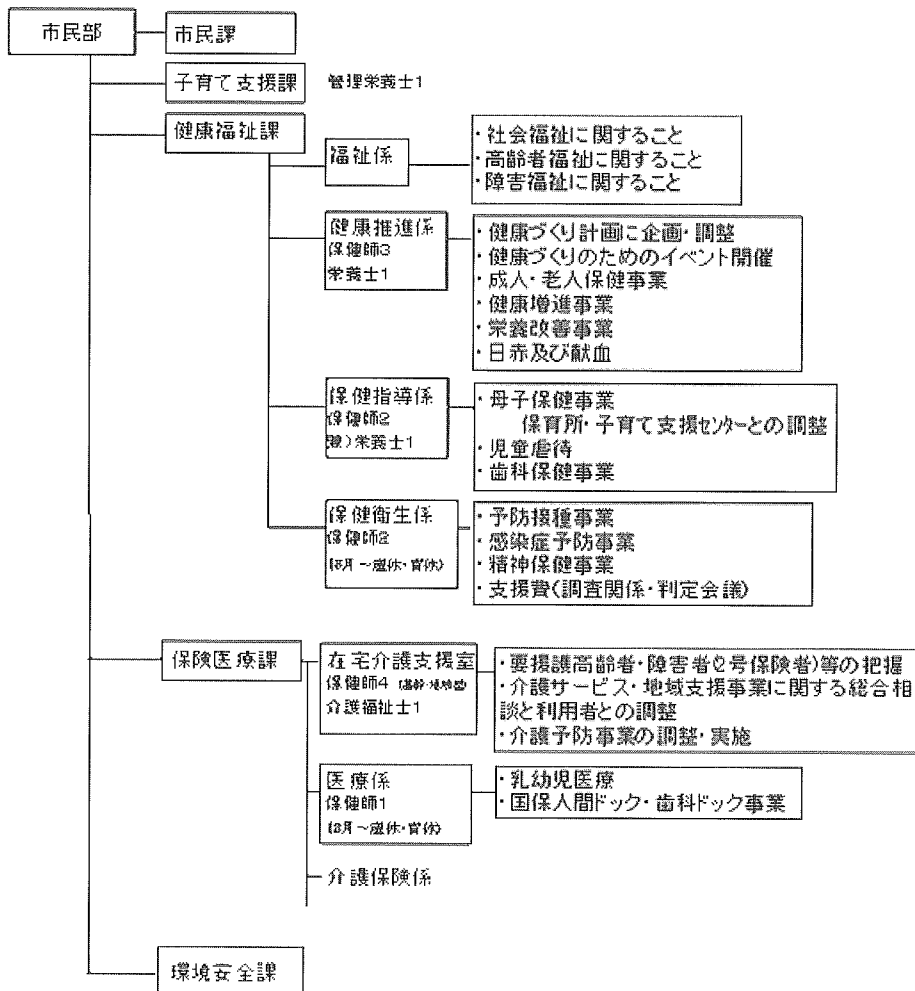 市民部
市民課
子育て支援課
管理栄養士1
健康福祉課
福祉係
・社会福祉に関すること
・高齢者福祉に関すること
・障害福祉に関すること
健康推進係
保健師3
栄養士1
・健康づくり計画に企画・調整
・健康づくりのためのイベント開催
・成人・老人保健事業
・健康増進事業
・栄養改善事業
・日赤及び献血
保健指導係
保健師2
栄養士1
・母子保健事業
保育所・子育て支援センターとの調整
・児童虐待
・歯科保健事業
保健衛生係
保健師2
(8月～産休・育休)
・予防接種事業
・感染症予防事業
・精神保健事業
・支援費(調査関係・判定会議)
保険医療課
在宅介護支援室
保健師4
介護福祉士1
・要援護高齢者・障害者(2号保険者)等の把握
・介護サービス・地域支援事業に関する総合相
談と利用者との調整
・介護予防事業の調整・実施
医療係
保健師1
(8月～産休・育休)
・乳幼児医療
・国保人間ドック・歯科ドック事業
介護保険係
環境安全課